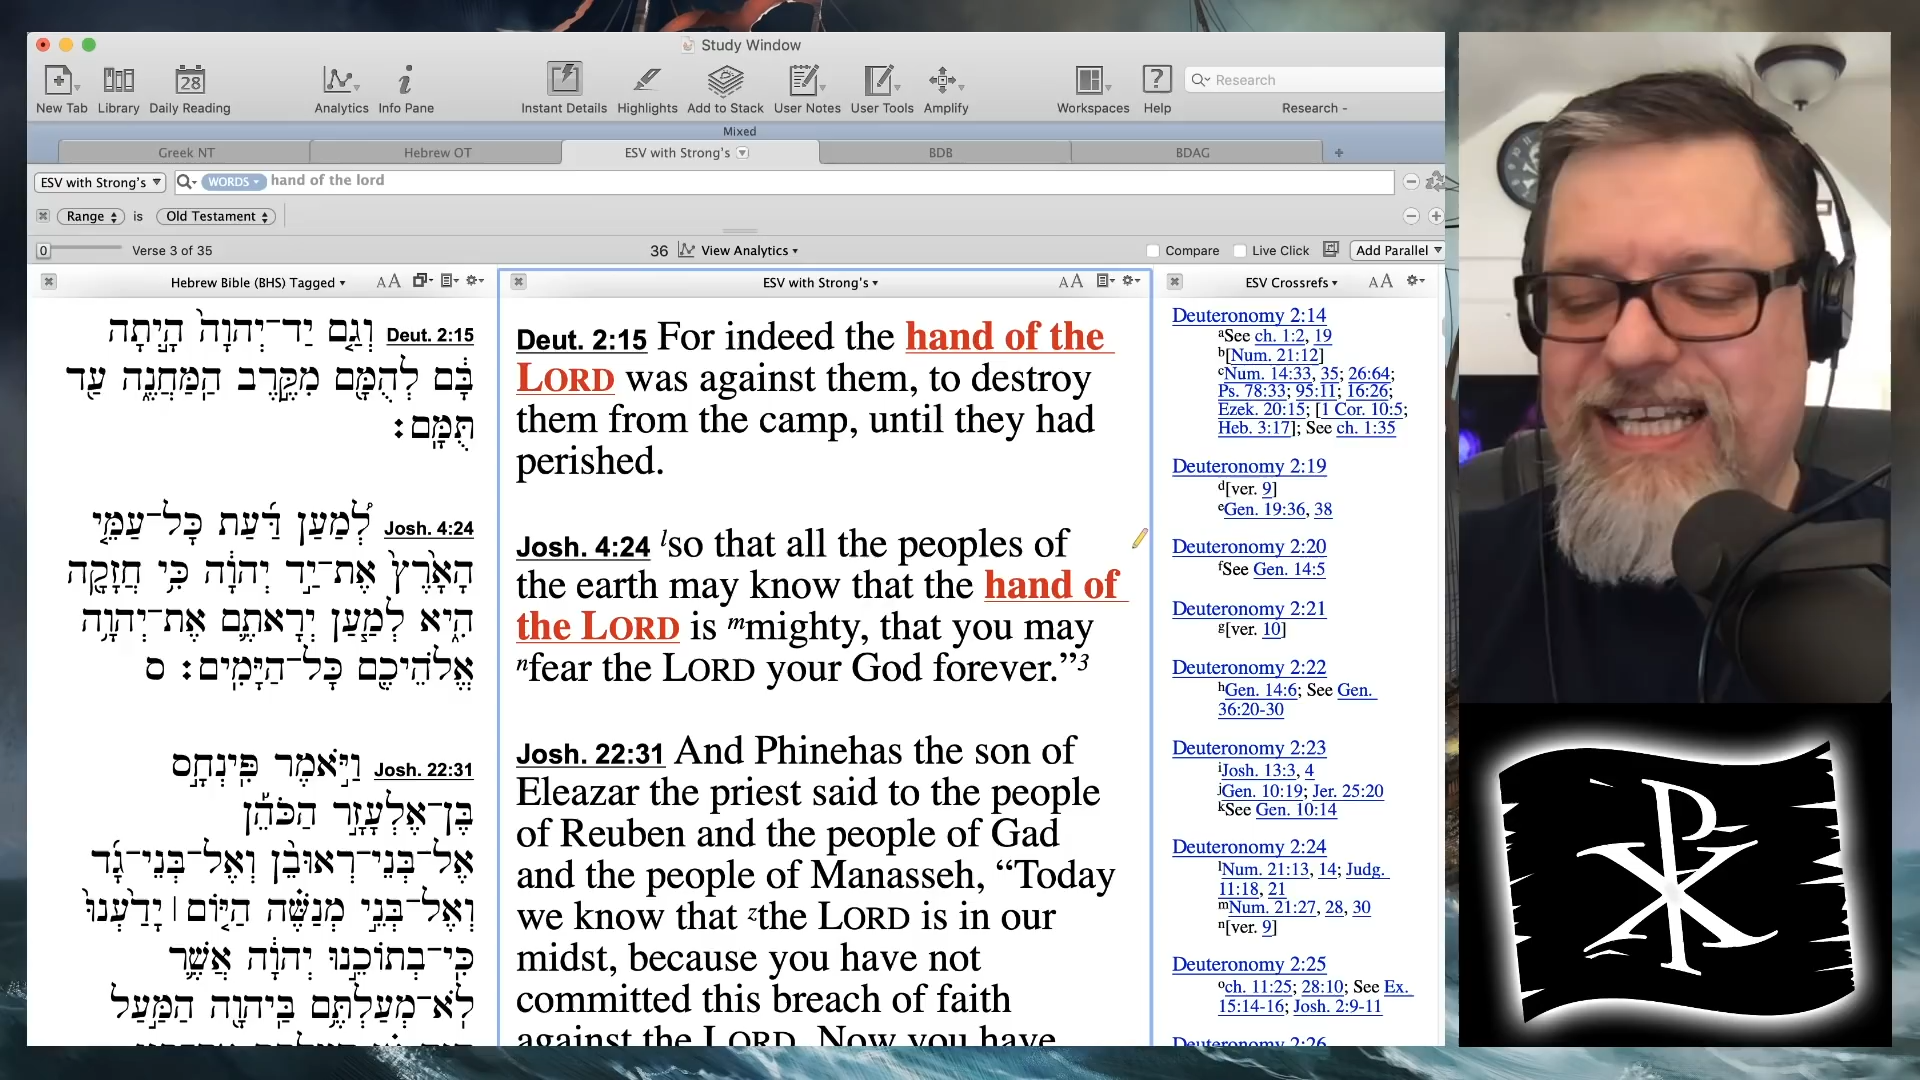 Study Window
New Tab Library Daily Reading Analytics Info Pane Instant Details Highlights Add to Stack User Notes User Tools Amplify Workspaces Help Research -
28
Research
Mixed
Greek NT Hebrew OT ESV with Strong's BDB BDAG +
ESV with Strong's WORDS hand of the lord
Range is Old Testament
0 Verse 3 of 35 36 View Analytics Compare Live Click Add Parallel
Hebrew Bible (BHS) Tagged AA
Deut. 2:15 וְגַ֤ם יַד־יְהוָה֙ הָ֣יְתָה
בָּ֔ם לְהֻמָּ֖ם מִקֶּ֣רֶב הַֽמַּחֲנֶ֑ה עַ֖ד
תֻּמָּֽם׃
Josh. 4:24 לְ֠מַעַן דַּ֜עַת כָּל־עַמֵּ֤י
הָאָ֙רֶץ֙ אֶת־יַ֣ד יְהוָ֔ה כִּ֥י חֲזָקָ֖ה
הִ֑יא לְמַ֧עַן יְרָאתֶ֛ם אֶת־יְהוָ֥ה
אֱלֹהֵיכֶ֖ם כָּל־הַיָּמִֽים׃ ס
Josh. 22:31 וַיֹּ֣אמֶר פִּֽינְחָ֣ס
בֶּן־אֶלְעָזָ֣ר הַכֹּהֵ֡ן
אֶל־בְּנֵי־רְאוּבֵ֨ן וְאֶל־בְּנֵי־גָ֜ד
וְאֶל־בְּנֵ֣י מְנַשֶּׁ֗ה הַיּ֤וֹם ׀ יָדַ֙עְנוּ֙
כִּֽי־בְתוֹכֵ֣נוּ יְהוָ֔ה אֲשֶׁ֛ר
לֹֽא־מְעַלְתֶּ֥ם בַּֽיהוָ֖ה הַמַּ֣עַל
ESV with Strong's AA
Deut. 2:15 For indeed the hand of the
LORD was against them, to destroy
them from the camp, until they had
perished.
Josh. 4:24 lso that all the peoples of
the earth may know that the hand of
the LORD is mmighty, that you may
nfear the LORD your God forever.”3
Josh. 22:31 And Phinehas the son of
Eleazar the priest said to the people
of Reuben and the people of Gad
and the people of Manasseh, “Today
we know that zthe LORD is in our
midst, because you have not
committed this breach of faith
against the LORD. Now you have
ESV Crossrefs AA
Deuteronomy 2:14
aSee ch. 1:2, 19
b[Num. 21:12]
cNum. 14:33, 35; 26:64;
Ps. 78:33; 95:11; 16:26;
Ezek. 20:15; [1 Cor. 10:5;
Heb. 3:17]; See ch. 1:35
Deuteronomy 2:19
d[ver. 9]
eGen. 19:36, 38
Deuteronomy 2:20
fSee Gen. 14:5
Deuteronomy 2:21
g[ver. 10]
Deuteronomy 2:22
hGen. 14:6; See Gen.
36:20-30
Deuteronomy 2:23
iJosh. 13:3, 4
jGen. 10:19; Jer. 25:20
kSee Gen. 10:14
Deuteronomy 2:24
lNum. 21:13, 14; Judg.
11:18, 21
mNum. 21:27, 28, 30
n[ver. 9]
Deuteronomy 2:25
och. 11:25; 28:10; See Ex.
15:14-16; Josh. 2:9-11
Deuteronomy 2:26